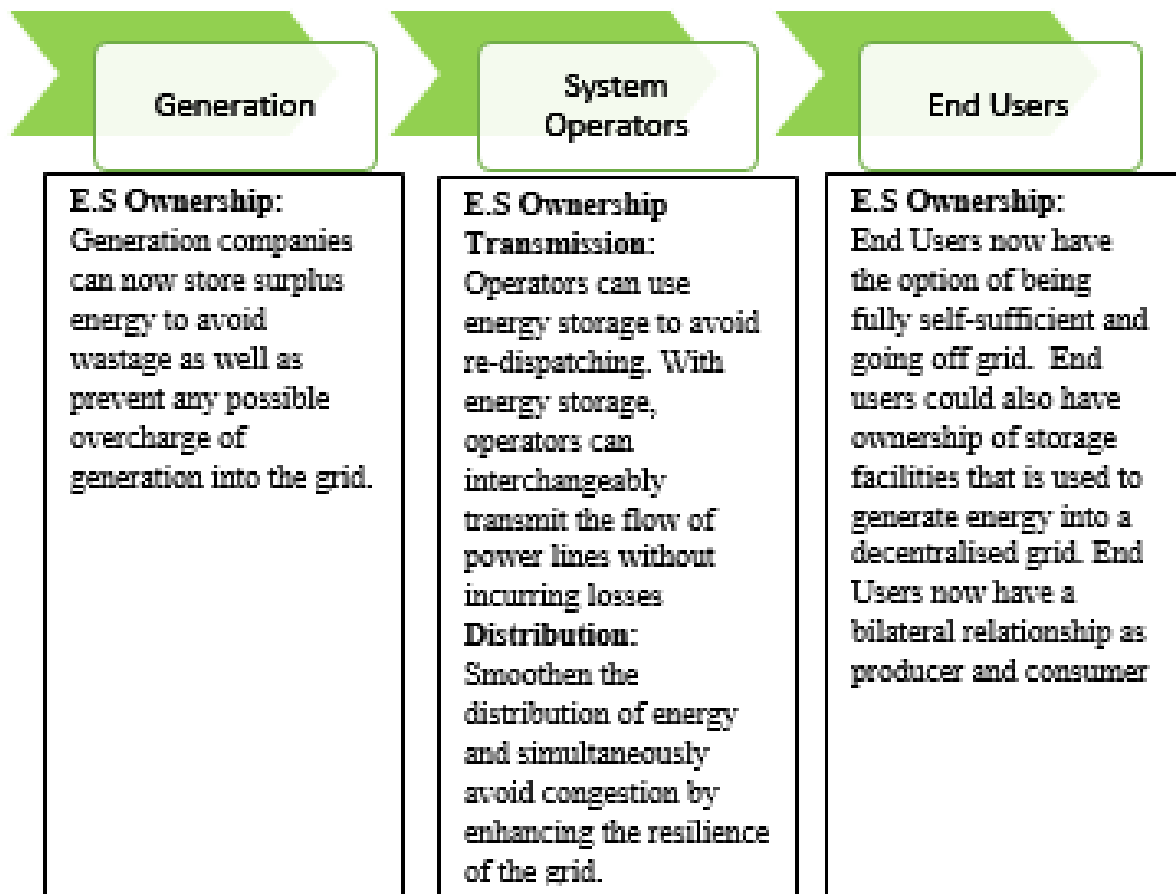 Generation
E.S Ownership:
Generation companies
can now store surplus
energy to avoid
wastage as well as
prevent any possible
overcharge of
generation into the grid.
System
Operators
E.S Ownership
Transmission:
Operators can use
energy storage to avoid
re-dispatching. With
energy storage,
operators can
interchangeably
transmit the flow of
power lines without
incurring losses
Distribution:
Smoothen the
distribution of energy
and simultaneously
avoid congestion by
enhancing the resilience
of the grid.
End Users
E.S Ownership:
End Users now have
the option of being
fully self-sufficient and
going off grid. End
users could also have
ownership of storage
facilities that is used to
generate energy into a
decentralised grid. End
Users now have a
bilateral relationship as
producer and consumer